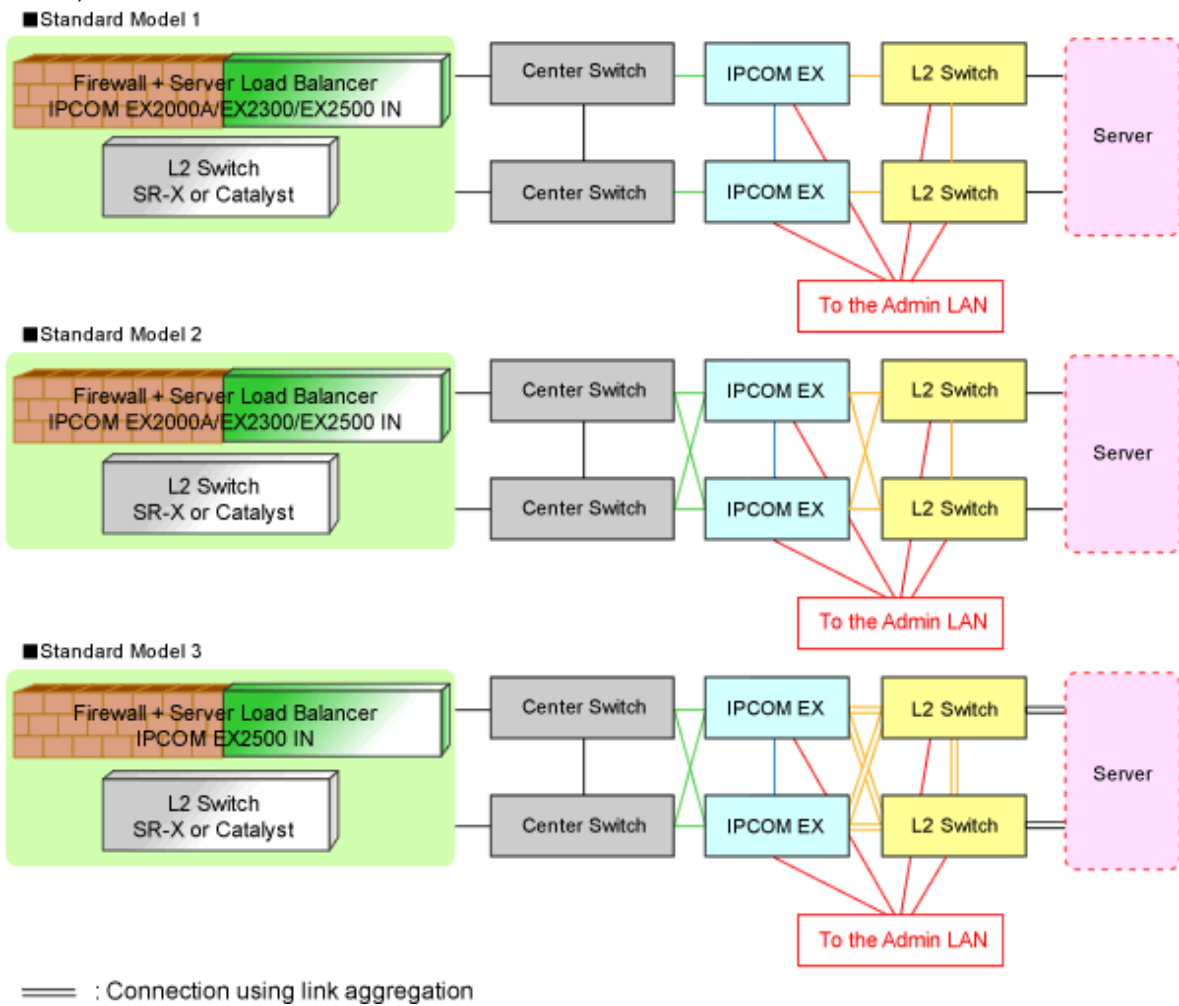 ■Standard Model 1
Firewall + Server Load Balancer
IPCOM EX2000A/EX2300/EX2500 IN
L2 Switch
SR-X or Catalyst
Center Switch
IPCOM EX
L2 Switch
Center Switch
IPCOM EX
L2 Switch
Server
To the Admin LAN
■Standard Model 2
Firewall + Server Load Balancer
IPCOM EX2000A/EX2300/EX2500 IN
L2 Switch
SR-X or Catalyst
Center Switch
IPCOM EX
L2 Switch
Center Switch
IPCOM EX
L2 Switch
Server
To the Admin LAN
■Standard Model 3
Firewall + Server Load Balancer
IPCOM EX2500 IN
L2 Switch
SR-X or Catalyst
Center Switch
IPCOM EX
L2 Switch
Center Switch
IPCOM EX
L2 Switch
Server
To the Admin LAN
: Connection using link aggregation